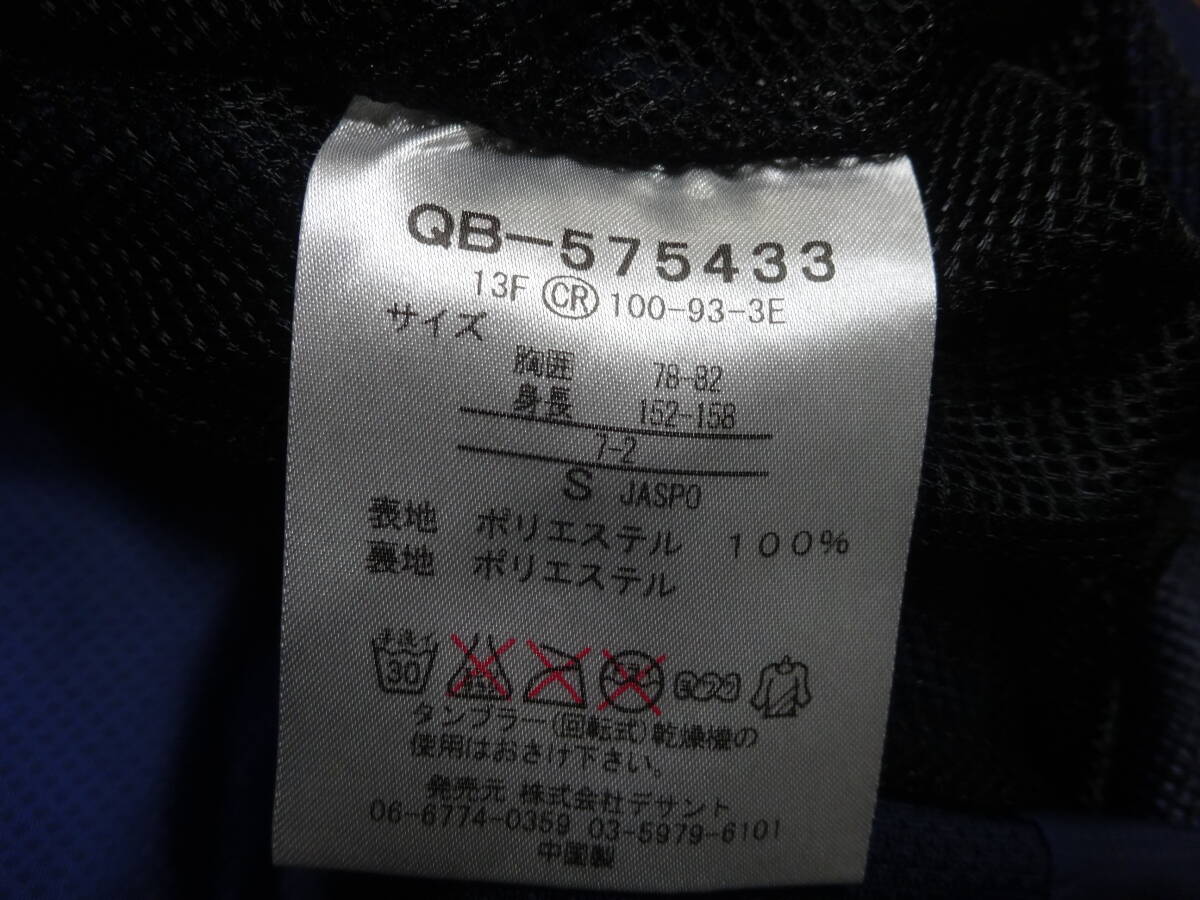 QB-575433
13F CR 100-93-3E
サイズ
胸囲 78-82
身長 152-158
7-2
S JASPO
表地 ポリエステル 100%
裏地 ポリエステル
30
タンブラー(回転式)乾燥機の
使用はおさけ下さい。
発売元 株式会社デサント
06-6774-0359 03-5979-6101
中国製